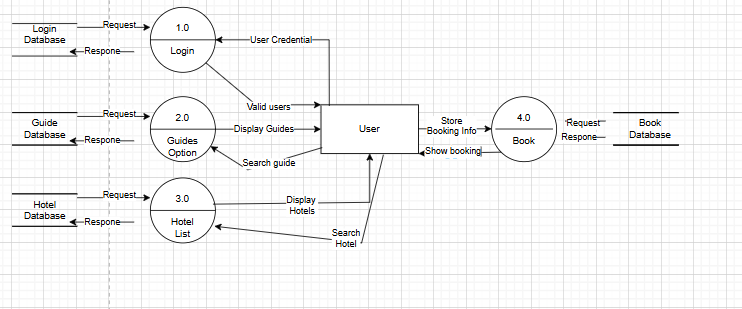 Login
Database
Request
Respone
1.0
Login
User Credential
Valid users
Guide
Database
Request
Respone
2.0
Guides
Option
Display Guides
Search guide
User
Store
Booking Info
Show booking
4.0
Book
Request
Respone
Book
Database
Hotel
Database
Request
Respone
3.0
Hotel
List
Display
Hotels
Search
Hotel